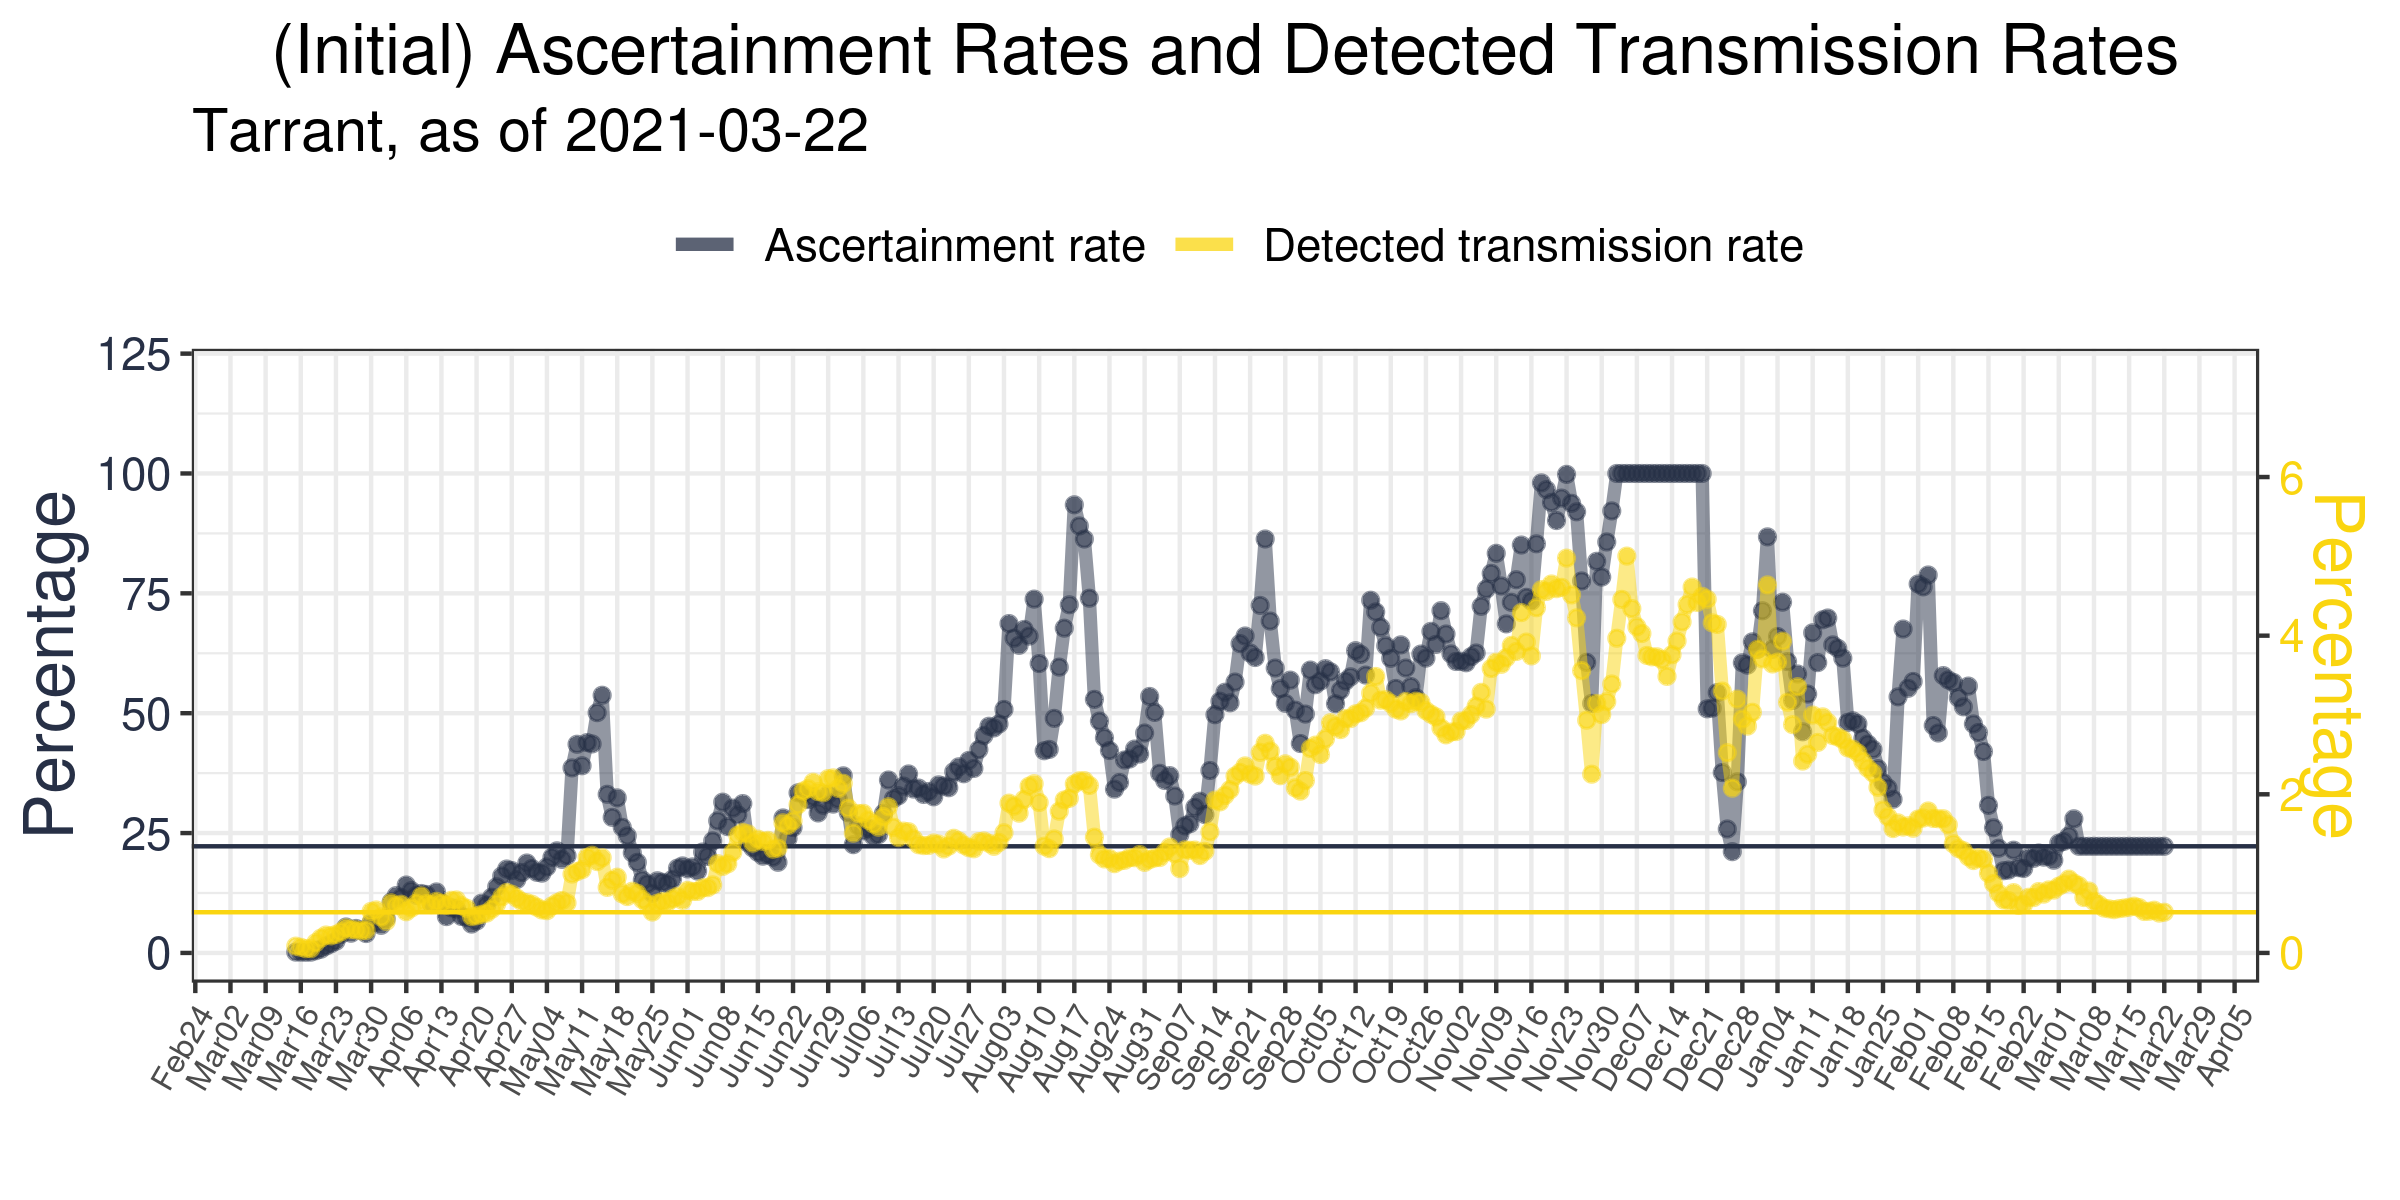 (Initial) Ascertainment Rates and Detected Transmission Rates
Tarrant, as of 2021-03-22
Ascertainment rate
Detected transmission rate
125
100
75
50
25
0
Percentage
6
4
2
0
Percentage
Feb24
Mar02
Mar09
Mar16
Mar23
Mar30
Apr06
Apr13
Apr20
Apr27
May04
May11
May18
May25
Jun01
Jun08
Jun15
Jun22
Jun29
Jul06
Jul13
Jul20
Jul27
Aug03
Aug10
Aug17
Aug24
Aug31
Sep07
Sep14
Sep21
Sep28
Oct05
Oct12
Oct19
Oct26
Nov02
Nov09
Nov16
Nov23
Nov30
Dec07
Dec14
Dec21
Dec28
Jan04
Jan11
Jan18
Jan25
Feb01
Feb08
Feb15
Feb22
Mar01
Mar08
Mar15
Mar22
Mar29
Apr05